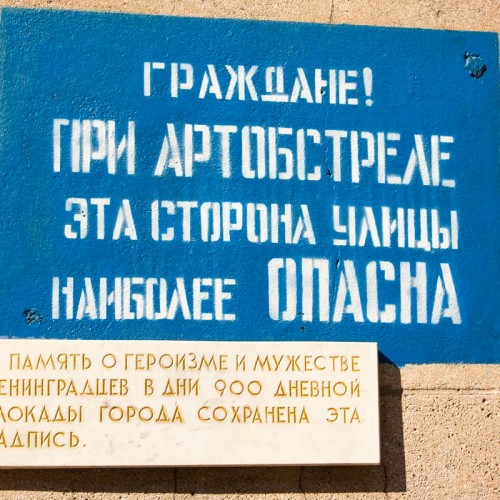 ГРАЖДАНЕ!
ПРИ АРТОБСТРЕЛЕ
ЭТА СТОРОНА УЛИЦЫ
НАИБОЛЕЕ ОПАСНА
ПАМЯТЬ О ГЕРОИЗМЕ И МУЖЕСТВЕ
ЕНИНГРАДЦЕВ В ДНИ 900 ДНЕВНОЙ
ЛОКАДЫ ГОРОДА СОХРАНЕНА ЭТА
АДПИСЬ.